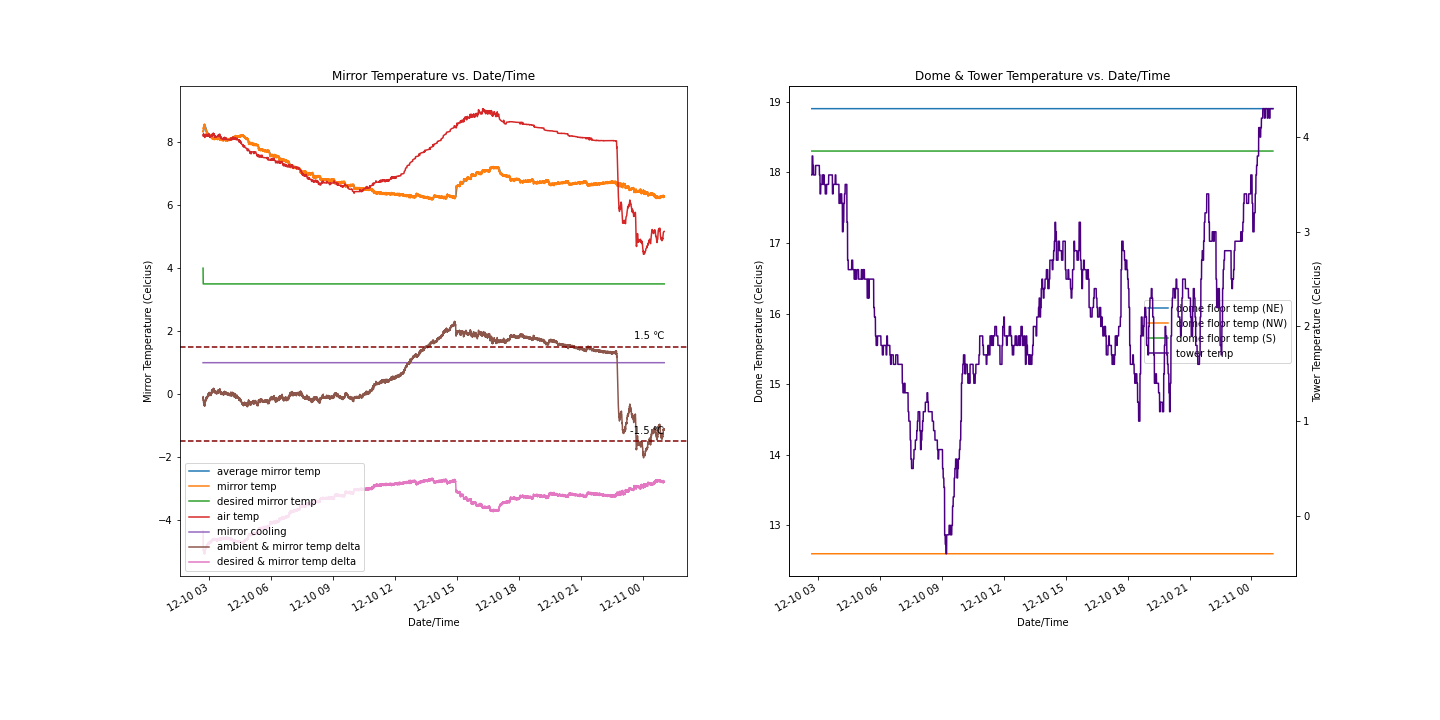 Mirror Temperature vs. Date/Time
Mirror Temperature (Celcius)
8
6
4
2
0
−2
−4
1.5 °C
-1.5 °C
average mirror temp
mirror temp
desired mirror temp
air temp
mirror cooling
ambient & mirror temp delta
desired & mirror temp delta
12-10 03
12-10 06
12-10 09
12-10 12
12-10 15
12-10 18
12-10 21
12-11 00
Date/Time
Dome & Tower Temperature vs. Date/Time
Dome Temperature (Celcius)
19
18
17
16
15
14
13
dome floor temp (NE)
dome floor temp (NW)
dome floor temp (S)
tower temp
4
3
2
1
0
Tower Temperature (Celcius)
12-10 03
12-10 06
12-10 09
12-10 12
12-10 15
12-10 18
12-10 21
12-11 00
Date/Time